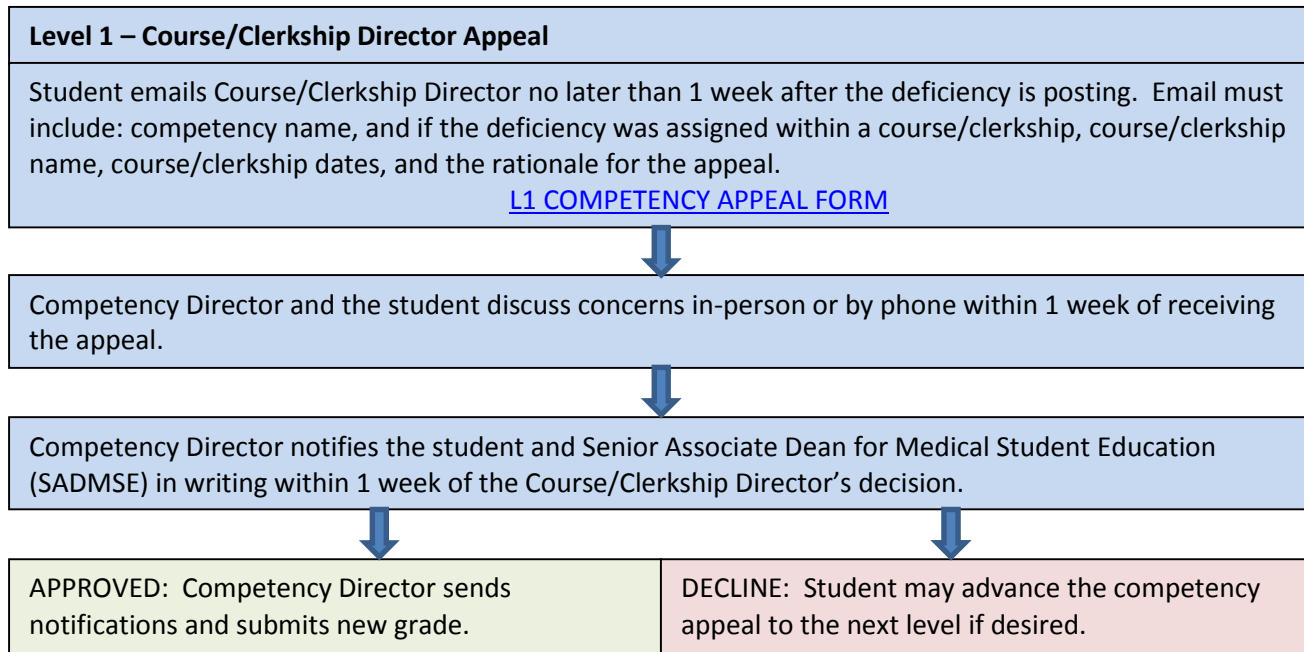 Level 1 – Course/Clerkship Director Appeal
Student emails Course/Clerkship Director no later than 1 week after the deficiency is posting.  Email must
include: competency name, and if the deficiency was assigned within a course/clerkship, course/clerkship
name, course/clerkship dates, and the rationale for the appeal.
L1 COMPETENCY APPEAL FORM
Competency Director and the student discuss concerns in-person or by phone within 1 week of receiving
the appeal.
Competency Director notifies the student and Senior Associate Dean for Medical Student Education
(SADMSE) in writing within 1 week of the Course/Clerkship Director’s decision.
APPROVED:  Competency Director sends
notifications and submits new grade.
DECLINE:  Student may advance the competency
appeal to the next level if desired.